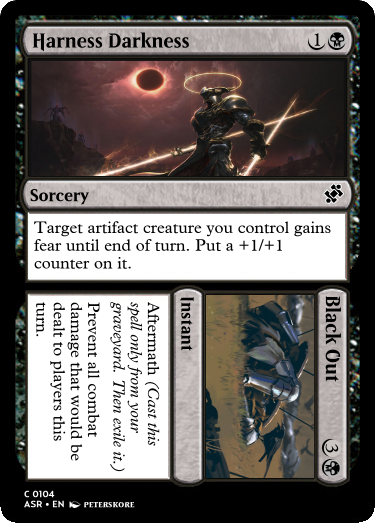 Harness Darkness 1
Sorcery
Target artifact creature you control gains
fear until end of turn. Put a +1/+1
counter on it.
Black Out 3
Instant
Aftermath (Cast this
spell only from your
graveyard. Then exile it.)
Prevent all combat
damage that would be
dealt to players this
turn.
C 0104
ASR • EN PETERSKORE